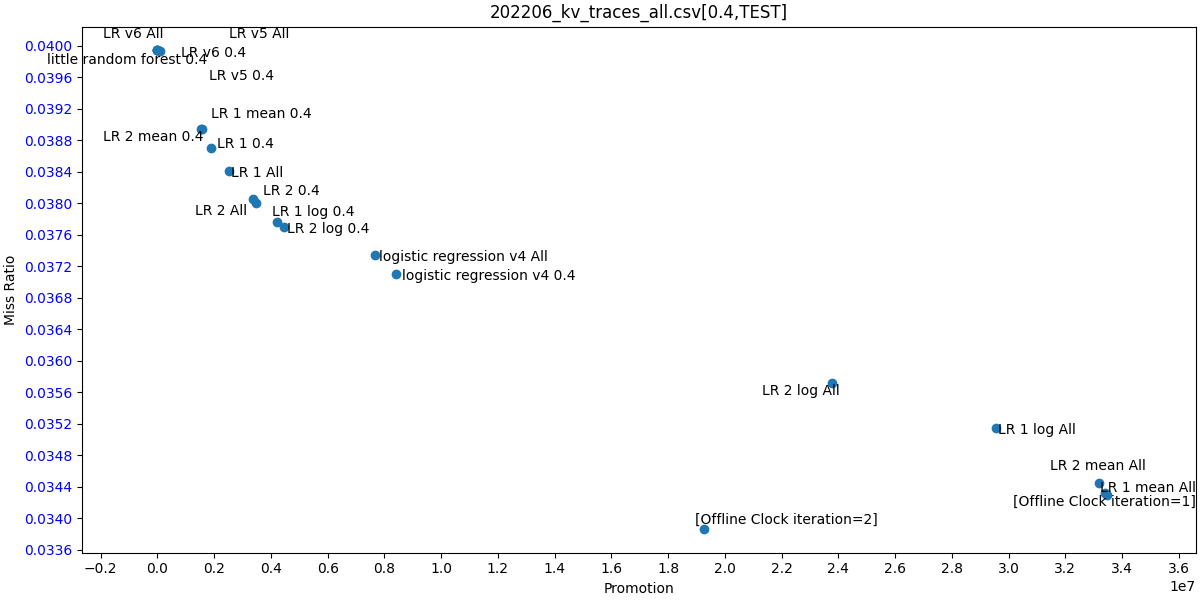 202206_kv_traces_all.csv[0.4,TEST]
LR v6 All
LR v5 All
0.0400
LR v6 0.4
little random forest 0.4
0.0396
LR v5 0.4
0.0392
LR 1 mean 0.4
LR 2 mean 0.4
0.0388
LR 1 0.4
0.0384
LR 1 All
LR 2 0.4
0.0380
LR 2 All
LR 1 log 0.4
LR 2 log 0.4
0.0376
logistic regression v4 All
0.0372
logistic regression v4 0.4
0.0368
0.0364
0.0360
0.0356
LR 2 log All
0.0352
LR 1 log All
0.0348
LR 2 mean All
0.0344
LR 1 mean All
[Offline Clock iteration=1]
0.0340
[Offline Clock iteration=2]
0.0336
Miss Ratio
−0.2 0.0 0.2 0.4 0.6 0.8 1.0 1.2 1.4 1.6 1.8 2.0 2.2 2.4 2.6 2.8 3.0 3.2 3.4 3.6
1e7
Promotion